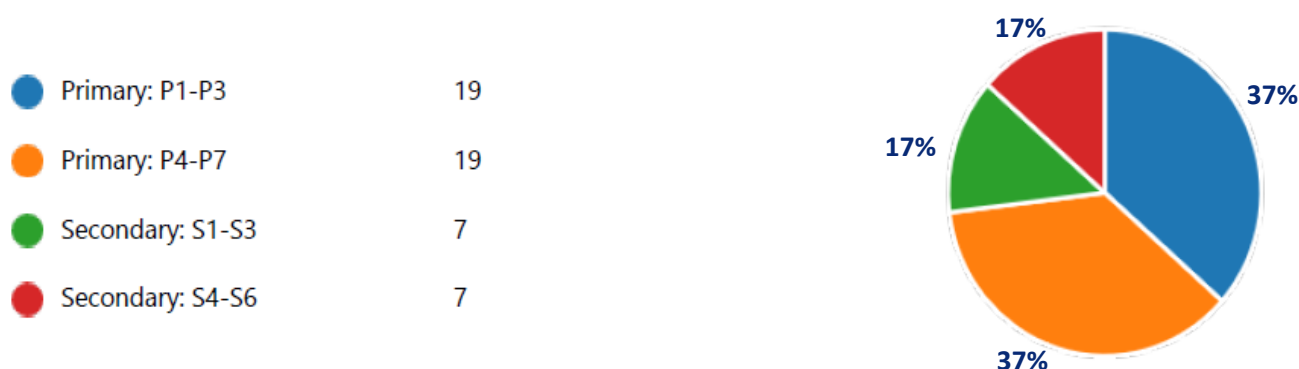 Primary: P1-P3 19
Primary: P4-P7 19
Secondary: S1-S3 7
Secondary: S4-S6 7
17%
37%
17%
37%